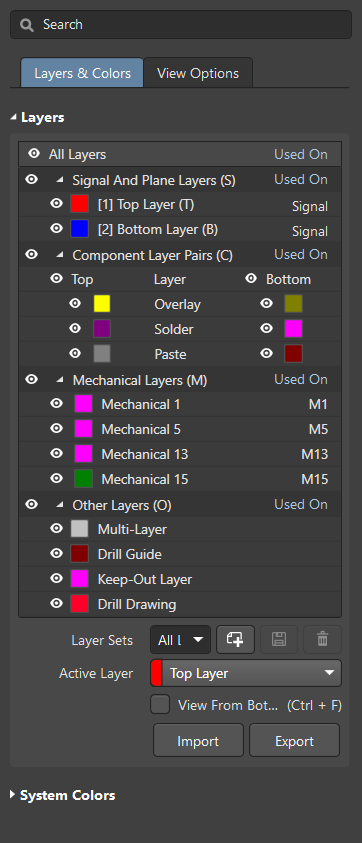 Search
Layers & Colors View Options
Layers
All Layers Used On
Signal And Plane Layers (S) Used On
[1] Top Layer (T) Signal
[2] Bottom Layer (B) Signal
Component Layer Pairs (C) Used On
Top Layer Bottom
Overlay
Solder
Paste
Mechanical Layers (M) Used On
Mechanical 1 M1
Mechanical 5 M5
Mechanical 13 M13
Mechanical 15 M15
Other Layers (O) Used On
Multi-Layer
Drill Guide
Keep-Out Layer
Drill Drawing
Layer Sets All
Active Layer Top Layer
View From Bot... (Ctrl + F)
Import Export
System Colors